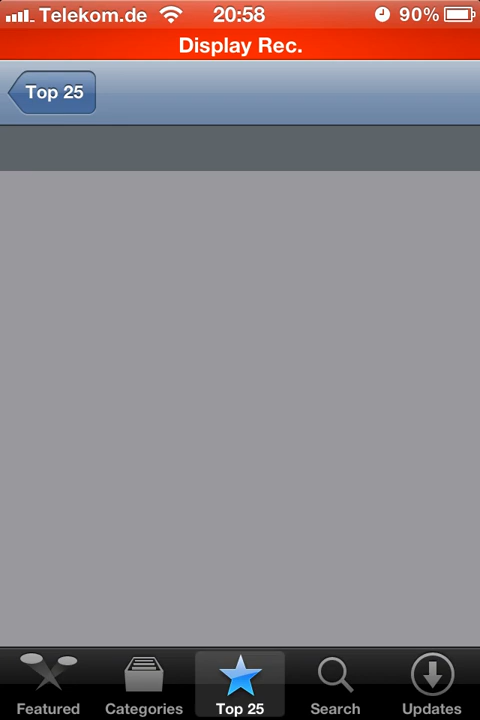 Telekom.de 20:58 90%
Display Rec.
Top 25
Featured Categories Top 25 Search Updates